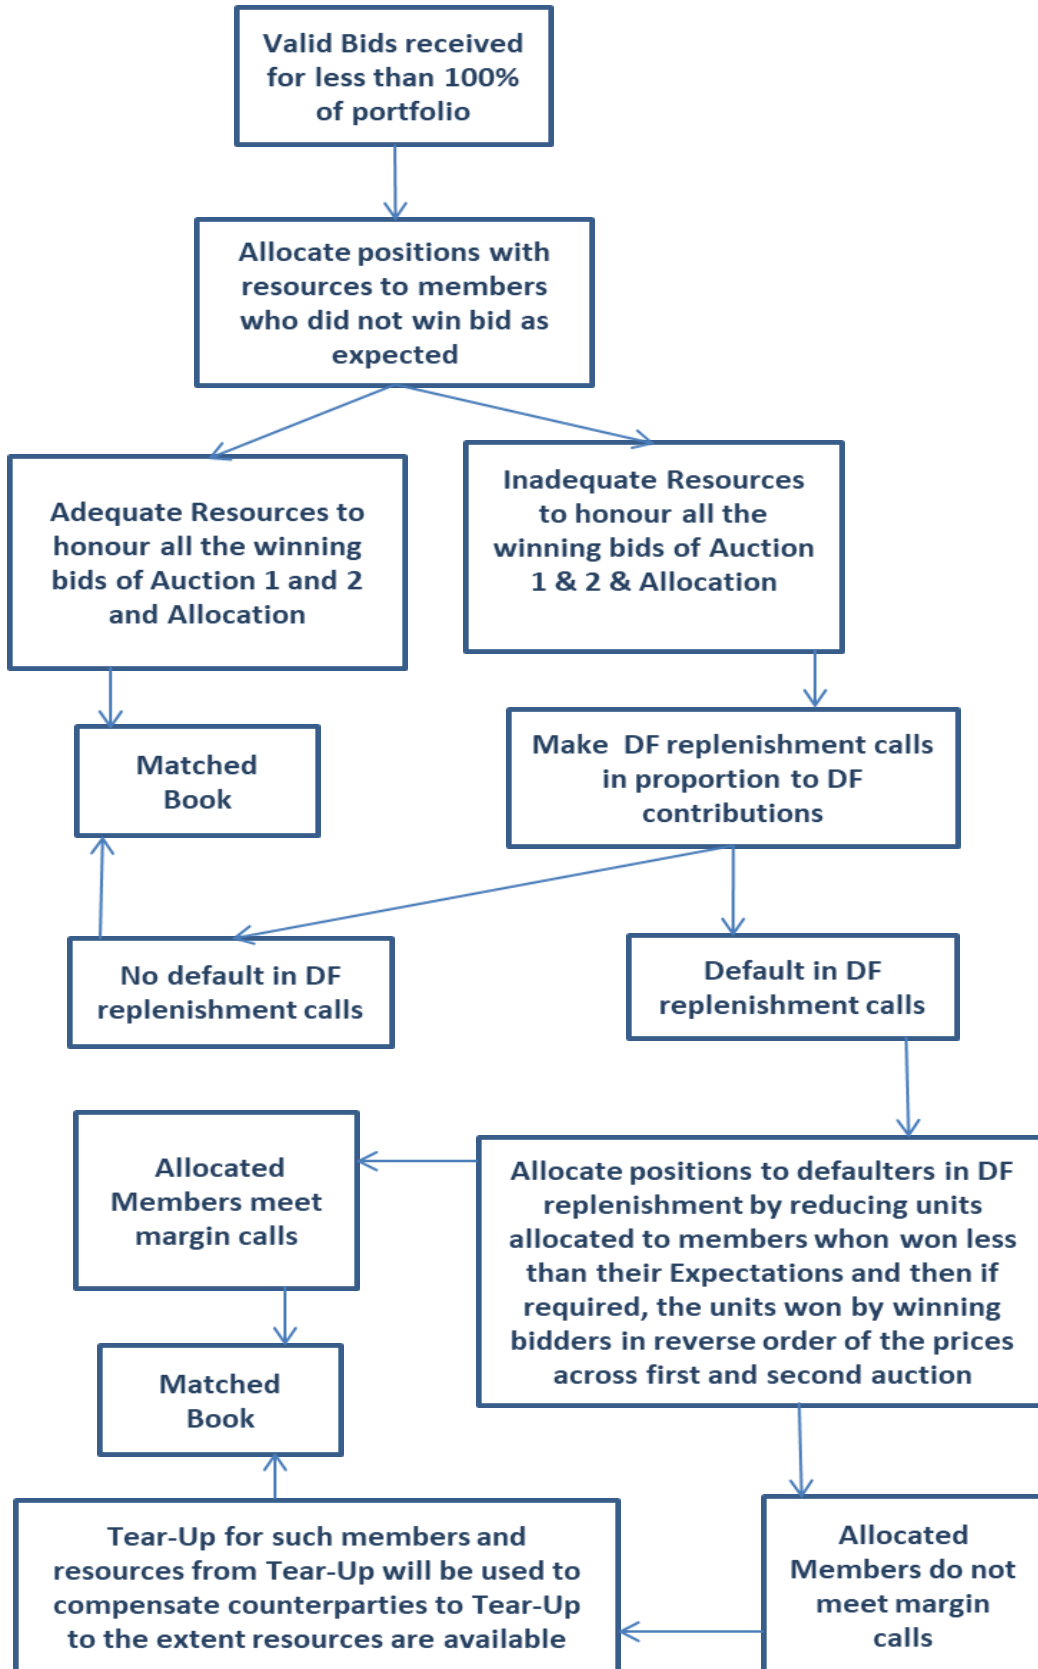 Valid Bids received
for less than 100%
of portfolio
Allocate positions with
resources to members
who did not win bid as
expected
Adequate Resources to
honour all the winning
bids of Auction 1 and 2
and Allocation
Inadequate Resources
to honour all the
winning bids of Auction
1 & 2 & Allocation
Matched
Book
Make DF replenishment calls
in proportion to DF
contributions
No default in DF
replenishment calls
Default in DF
replenishment calls
Allocated
Members meet
margin calls
Allocate positions to defaulters in DF
replenishment by reducing units
allocated to members whon won less
than their Expectations and then if
required, the units won by winning
bidders in reverse order of the prices
across first and second auction
Matched
Book
Tear-Up for such members and
resources from Tear-Up will be used to
compensate counterparties to Tear-Up
to the extent resources are available
Allocated
Members do not
meet margin
calls